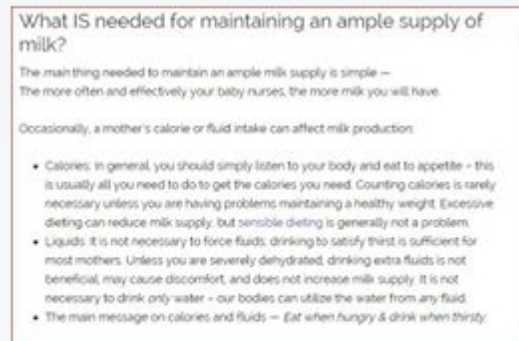 What IS needed for maintaining an ample supply of
milk?
The main thing needed to maintain an ample milk supply is simple —
The more often and effectively your baby nurses, the more milk you will have.
Occasionally, a mother's calorie or fluid intake can affect milk production:
• Calories: In general, you should simply listen to your body and eat to appetite – this
is usually all you need to do to get the calories you need. Counting calories is rarely
necessary unless you are having problems maintaining a healthy weight. Excessive
dieting can reduce milk supply, but sensible dieting is generally not a problem.
• Liquids: It is not necessary to force fluids; drinking to satisfy thirst is sufficient for
most mothers. Unless you are severely dehydrated, drinking extra fluids is not
beneficial, may cause discomfort, and does not increase milk supply. It is not
necessary to drink only water – our bodies can utilize the water from any fluid.
• The main message on calories and fluids — Eat when hungry & drink when thirsty.